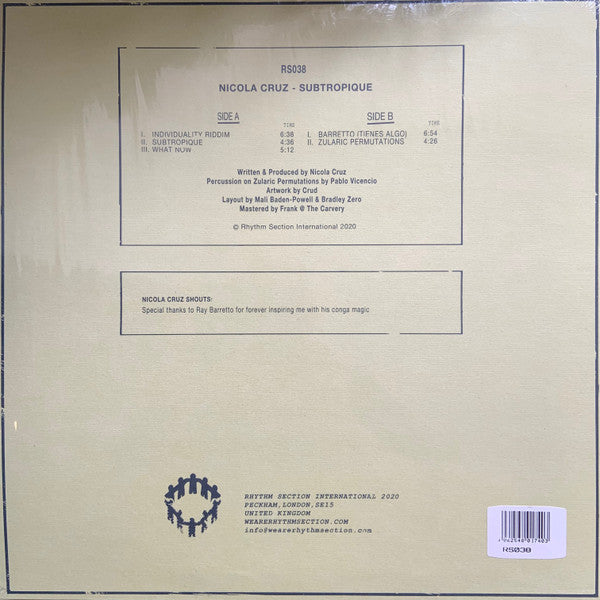 RS038
NICOLA CRUZ - SUBTROPIQUE
SIDE A
TIME
I. INDIVIDUALITY RIDDIM 6:38
II. SUBTROPIQUE 4:36
III. WHAT NOW 5:12
SIDE B
TIME
I. BARRETTO (TIENES ALGO) 6:54
II. ZULARIC PERMUTATIONS 4:26
Written & Produced by Nicola Cruz
Percussion on Zularic Permutations by Pablo Vicencio
Artwork by Crud
Layout by Mali Baden-Powell & Bradley Zero
Mastered by Frank @ The Carvery
© Rhythm Section International 2020
NICOLA CRUZ SHOUTS:
Special thanks to Ray Barretto for forever inspiring me with his conga magic
RHYTHM SECTION INTERNATIONAL 2020
PECKHAM,LONDON,SE15
UNITED KINGDOM
WEARERHYTHMSECTION.COM
info@wearerhythmsection.com
RS038